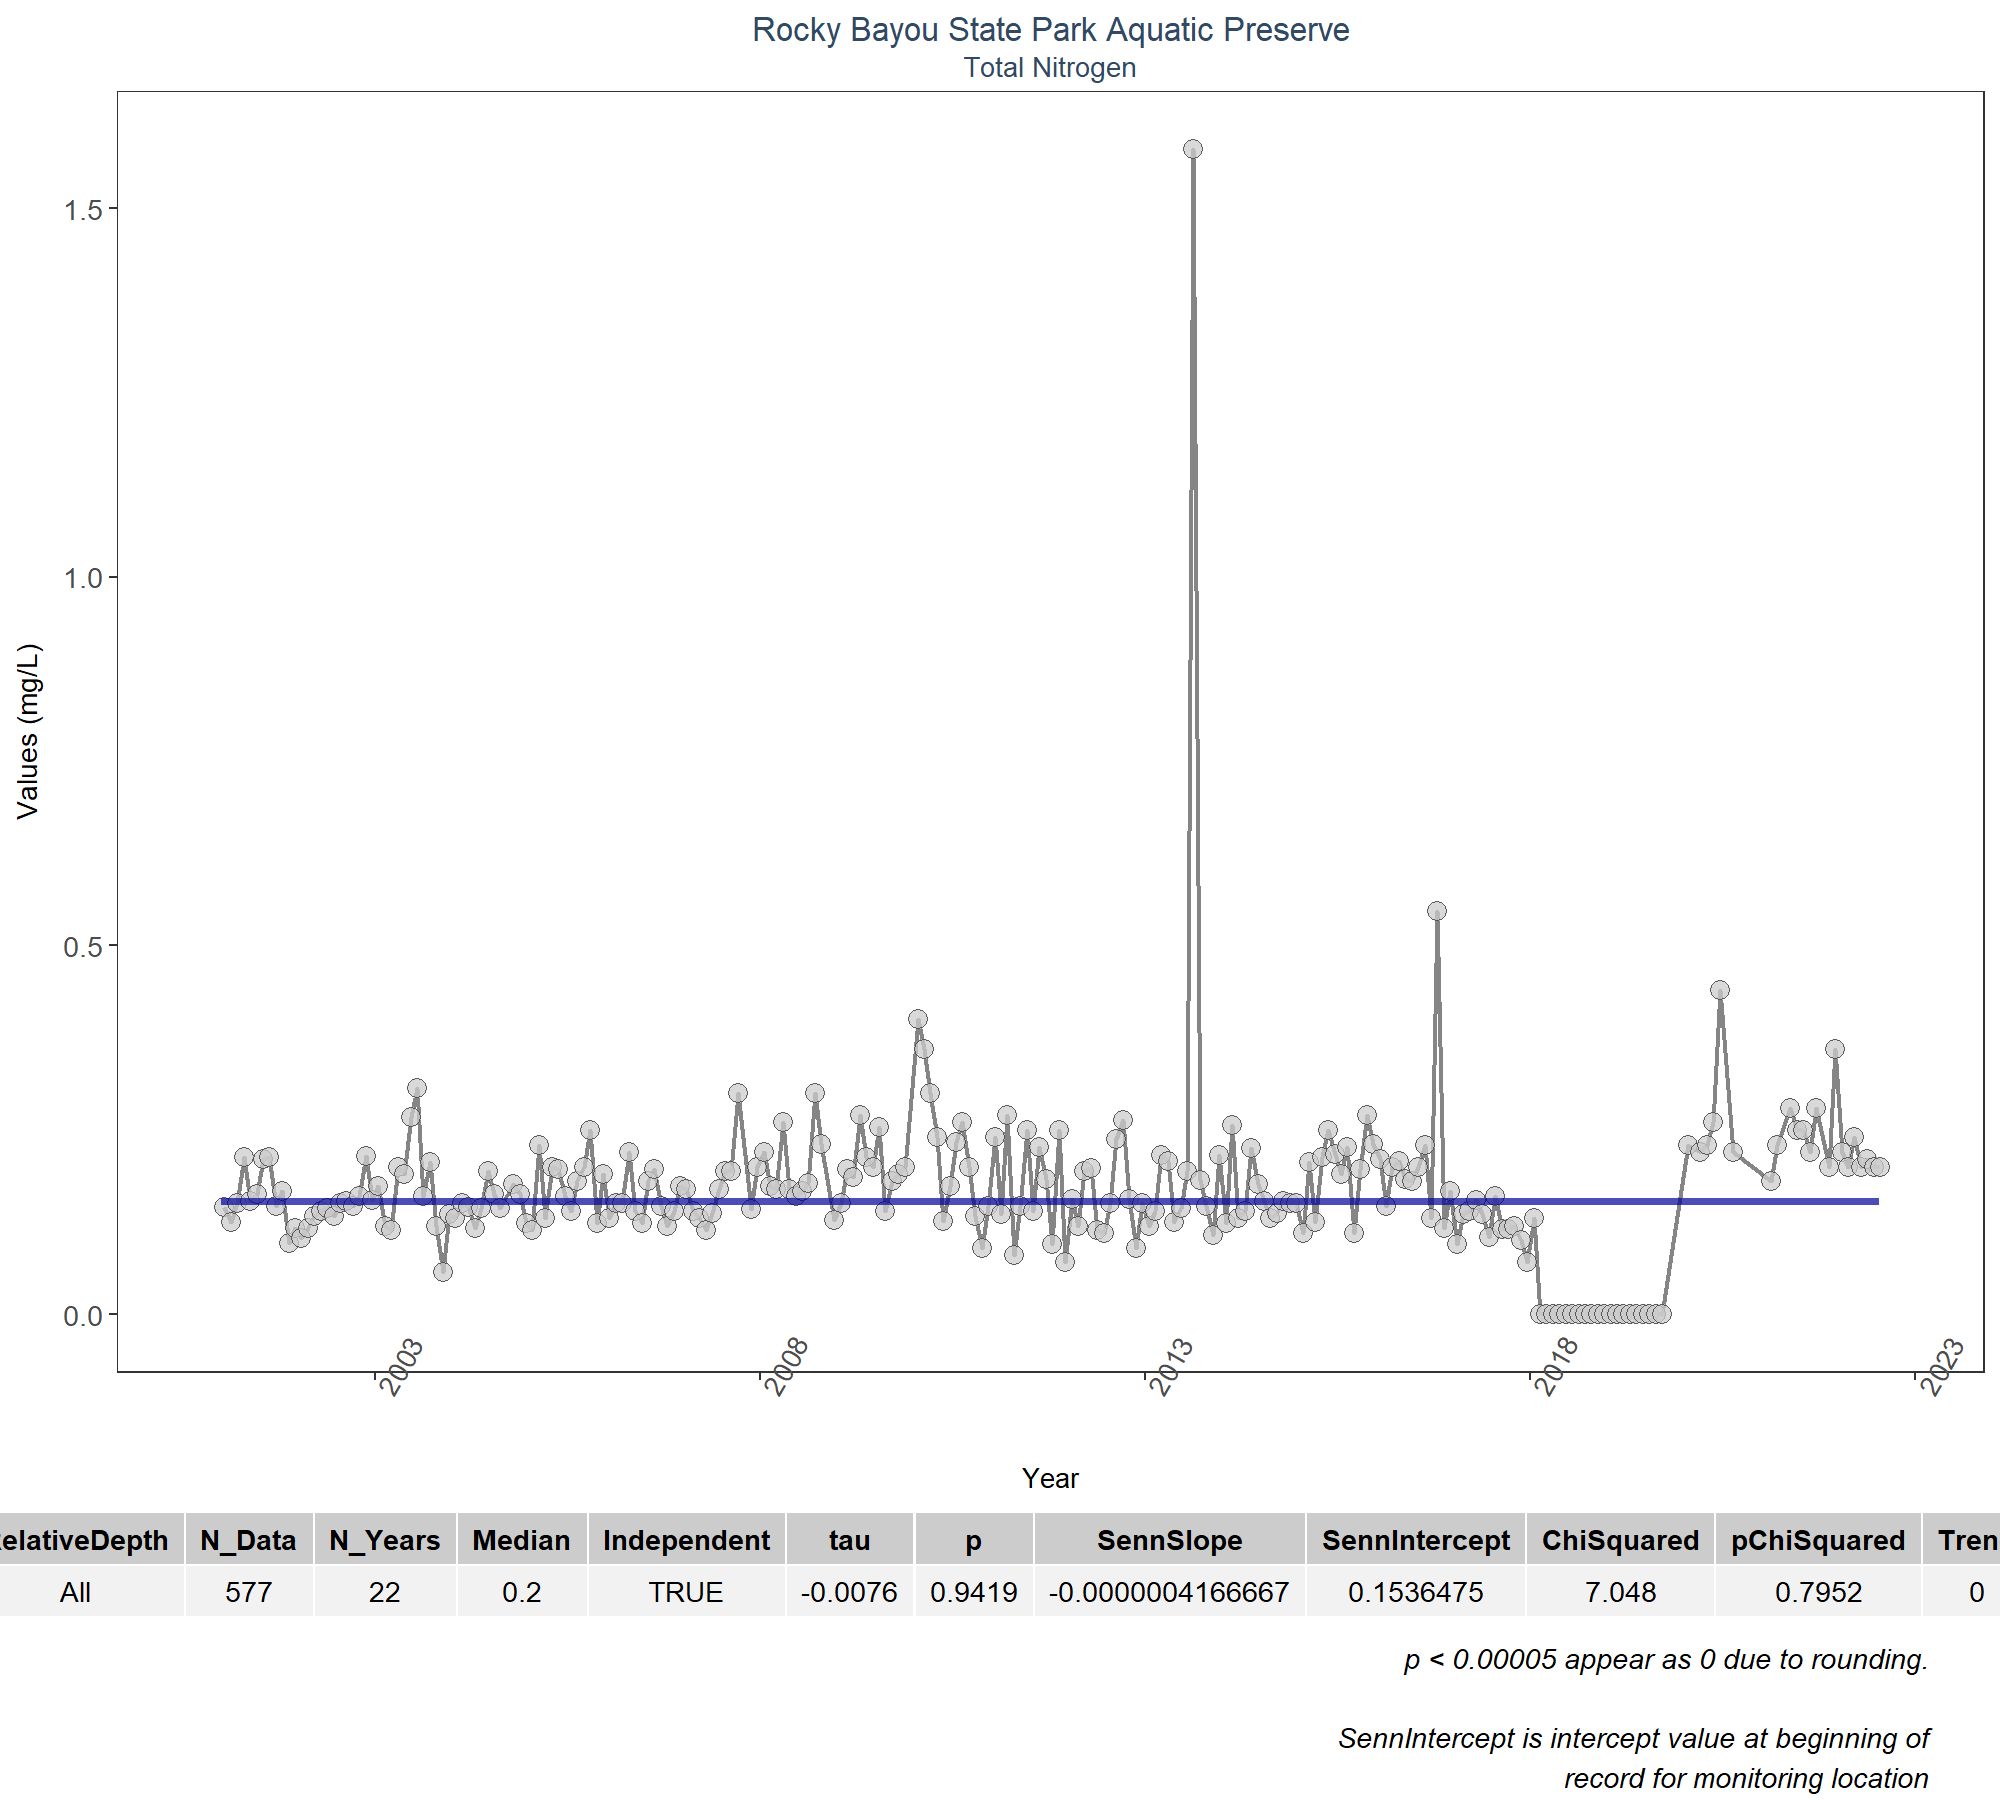 Rocky Bayou State Park Aquatic Preserve
Total Nitrogen
Values (mg/L)
1.5
1.0
0.5
0.0
2003 2008 2013 2018 2023
Year
elativeDepth N_Data N_Years Median Independent tau p SennSlope SennIntercept ChiSquared pChiSquared Tren
All 577 22 0.2 TRUE -0.0076 0.9419 -0.0000004166667 0.1536475 7.048 0.7952 0
p < 0.00005 appear as 0 due to rounding.
SennIntercept is intercept value at beginning of
record for monitoring location